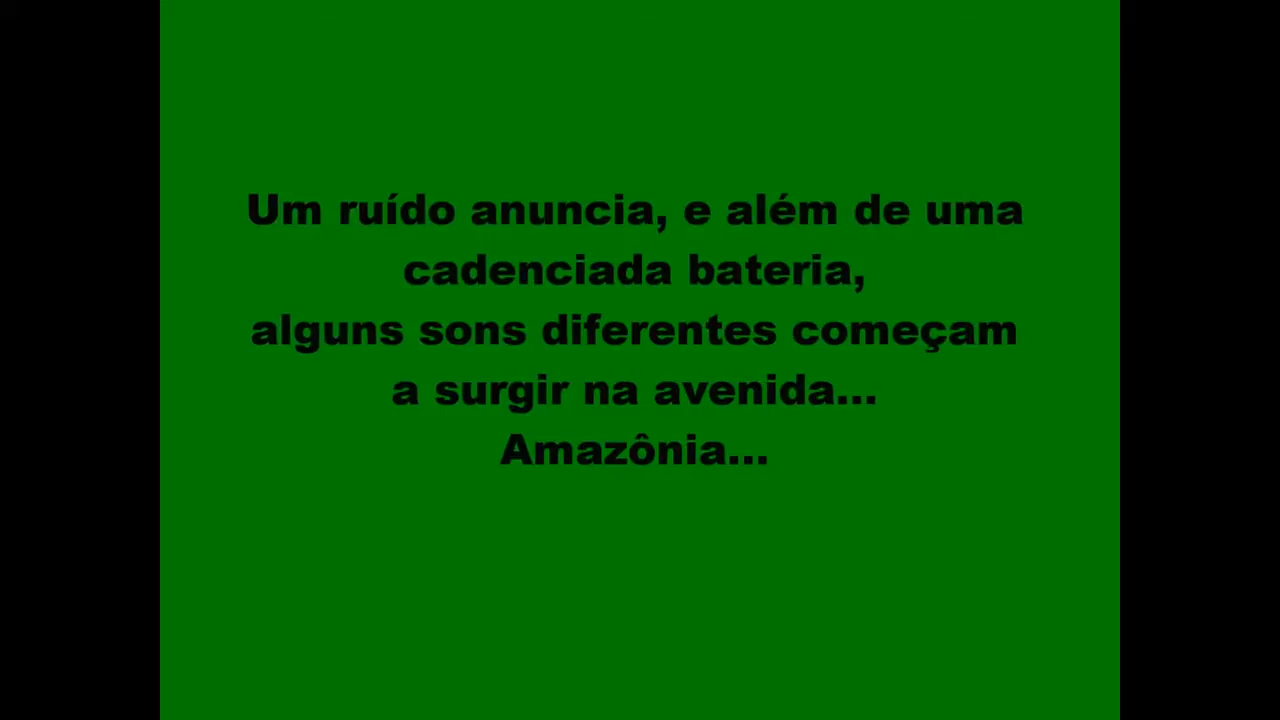 Um ruído anuncia, e além de uma
cadenciada bateria,
alguns sons diferentes começam
a surgir na avenida...
Amazônia...